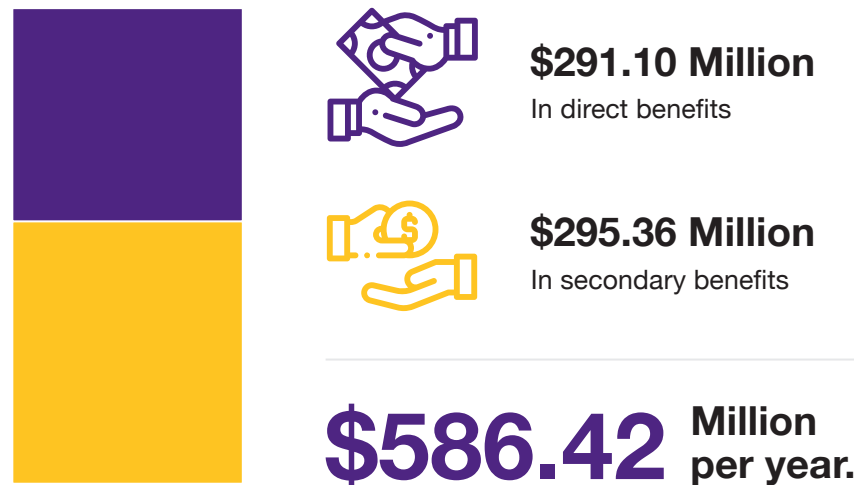 $291.10 Million
In direct benefits
$
$295.36 Million
In secondary benefits
$586.42 Million
per year.